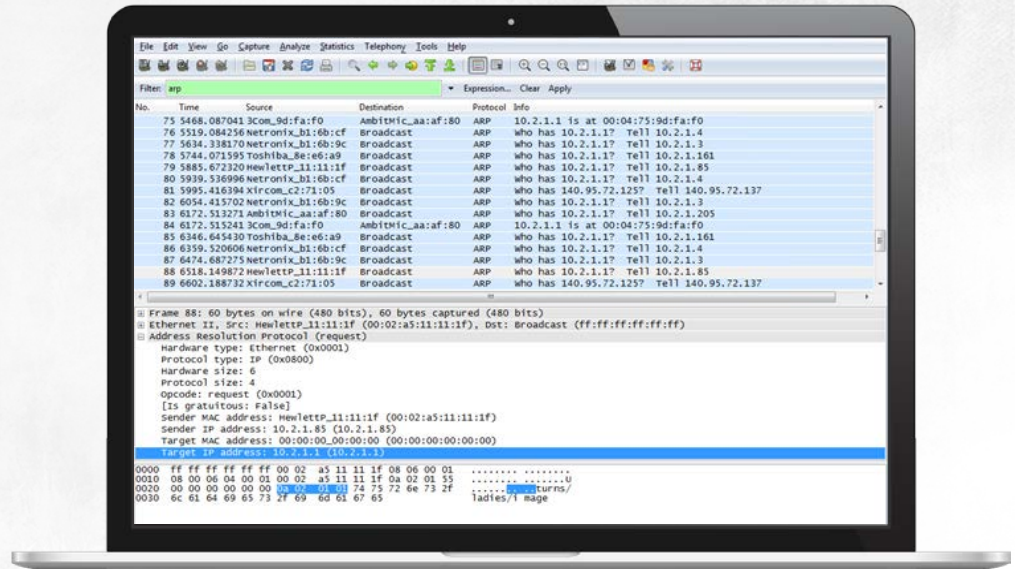 File Edit View Go Capture Analyze Statistics Telephony Tools Help
Filter: arp Expression... Clear Apply
No. Time Source Destination Protocol Info
75 5468.087041 3Com_9d:fa:f0 AmbitMic_aa:af:80 ARP 10.2.1.1 is at 00:04:75:9d:fa:f0
76 5519.084256 Netronix_b1:6b:cf Broadcast ARP who has 10.2.1.1? Tell 10.2.1.4
77 5634.338170 Netronix_b1:6b:9c Broadcast ARP who has 10.2.1.1? Tell 10.2.1.3
78 5744.071595 Toshiba_8e:e6:a9 Broadcast ARP who has 10.2.1.1? Tell 10.2.1.161
79 5885.672320 HewlettP_11:11:1f Broadcast ARP who has 10.2.1.1? Tell 10.2.1.85
80 5939.536996 Netronix_b1:6b:cf Broadcast ARP who has 10.2.1.1? Tell 10.2.1.4
81 5995.416394 Xircom_c2:71:05 Broadcast ARP who has 140.95.72.125? Tell 140.95.72.137
82 6054.415702 Netronix_b1:6b:9c Broadcast ARP who has 10.2.1.1? Tell 10.2.1.3
83 6172.513271 AmbitMic_aa:af:80 Broadcast ARP who has 10.2.1.1? Tell 10.2.1.205
84 6172.515241 3Com_9d:fa:f0 AmbitMic_aa:af:80 ARP 10.2.1.1 is at 00:04:75:9d:fa:f0
85 6346.645430 Toshiba_8e:e6:a9 Broadcast ARP who has 10.2.1.1? Tell 10.2.1.161
86 6359.520606 Netronix_b1:6b:cf Broadcast ARP who has 10.2.1.1? Tell 10.2.1.4
87 6474.687275 Netronix_b1:6b:9c Broadcast ARP who has 10.2.1.1? Tell 10.2.1.3
88 6518.149872 HewlettP_11:11:1f Broadcast ARP who has 10.2.1.1? Tell 10.2.1.85
89 6602.188732 Xircom_c2:71:05 Broadcast ARP who has 140.95.72.125? Tell 140.95.72.137
Frame 88: 60 bytes on wire (480 bits), 60 bytes captured (480 bits)
Ethernet II, Src: HewlettP_11:11:1f (00:02:a5:11:11:1f), Dst: Broadcast (ff:ff:ff:ff:ff:ff)
Address Resolution Protocol (request)
Hardware type: Ethernet (0x0001)
Protocol type: IP (0x0800)
Hardware size: 6
Protocol size: 4
Opcode: request (0x0001)
[Is gratuitous: False]
Sender MAC address: HewlettP_11:11:1f (00:02:a5:11:11:1f)
Sender IP address: 10.2.1.85 (10.2.1.85)
Target MAC address: 00:00:00_00:00:00 (00:00:00:00:00:00)
Target IP address: 10.2.1.1 (10.2.1.1)
0000 ff ff ff ff ff ff 00 02 a5 11 11 1f 08 06 00 01 ........ ........
0010 08 00 06 04 00 01 00 02 a5 11 11 1f 0a 02 01 55 ........ .......U
0020 00 00 00 00 00 00 0a 02 01 01 74 75 72 6e 73 2f ........ ..turns/
0030 6c 61 64 69 65 73 2f 69 6d 61 67 65 ladies/i mage